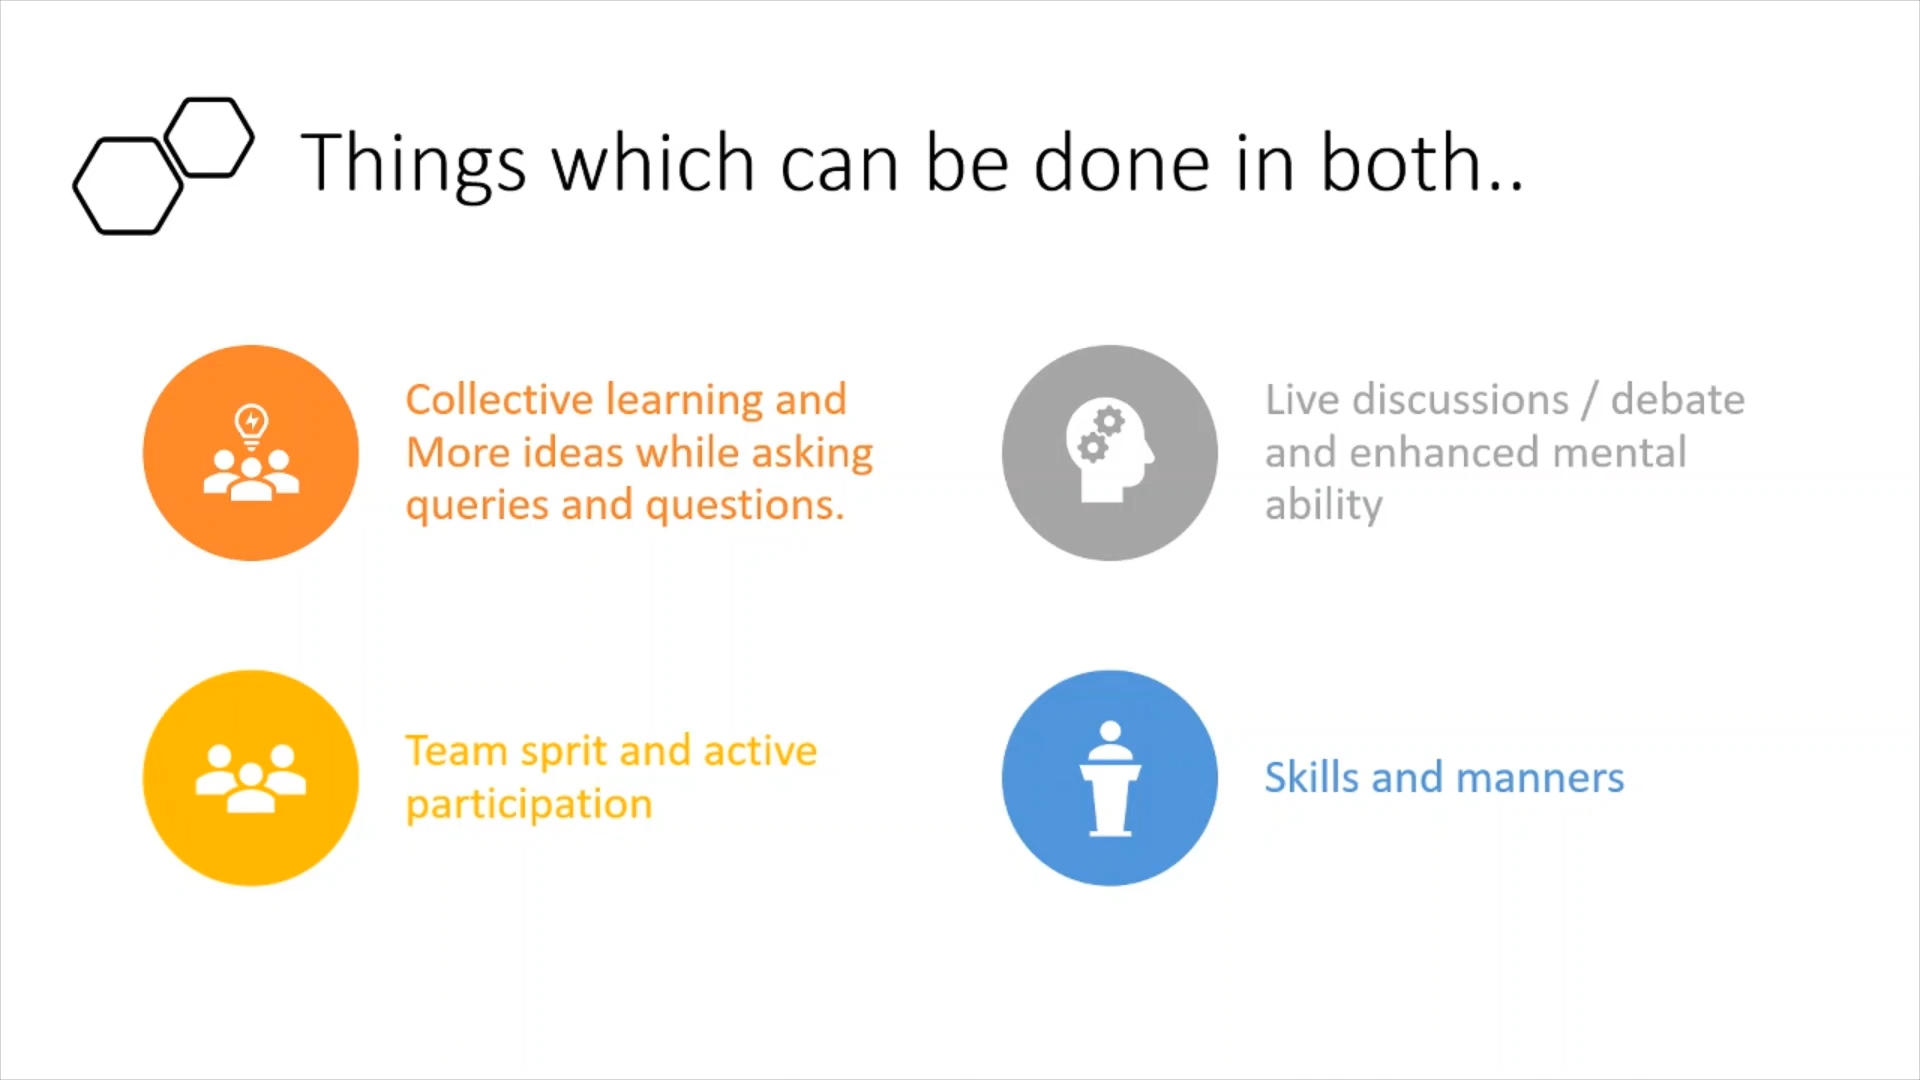 Things which can be done in both..
Collective learning and
More ideas while asking
queries and questions.
Live discussions / debate
and enhanced mental
ability
Team sprit and active
participation
Skills and manners